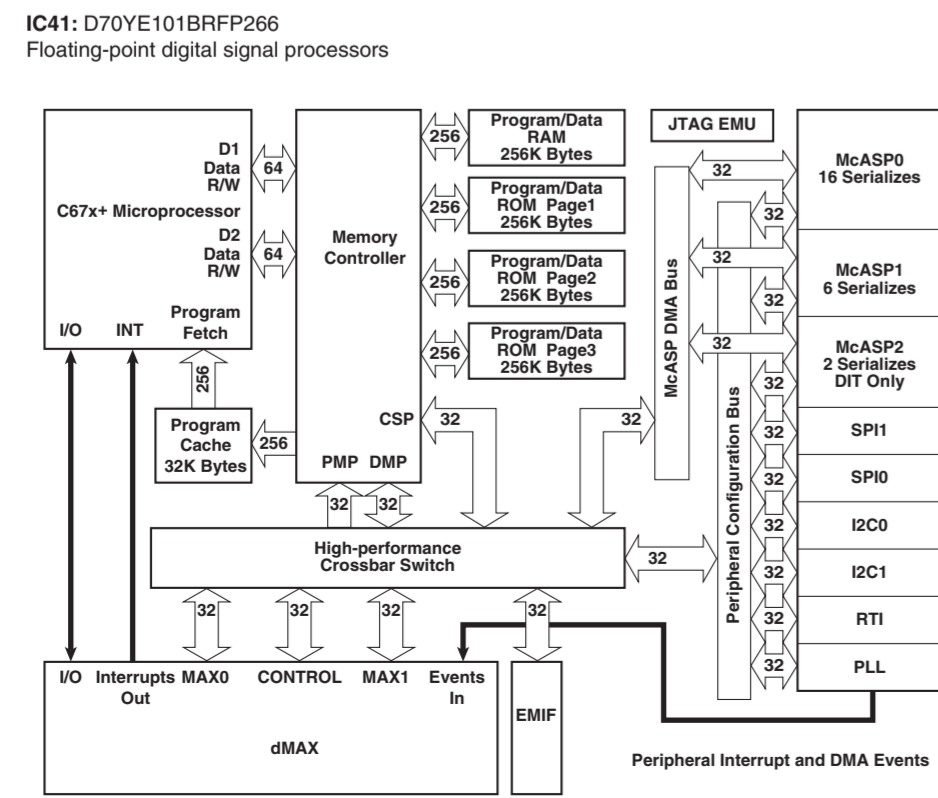 IC41: D70YE101BRFP266
Floating-point digital signal processors
D1
Data
R/W
C67x+ Microprocessor
D2
Data
R/W
Program
Fetch
I/O
INT
64
64
256
Program
Cache
32K Bytes
256
Memory
Controller
CSP
PMP
DMP
256
Program/Data
RAM
256K Bytes
256
Program/Data
ROM Page1
256K Bytes
256
Program/Data
ROM Page2
256K Bytes
256
Program/Data
ROM Page3
256K Bytes
32
32
32
32
High-performance
Crossbar Switch
32
32
32
32
32
I/O
Interrupts
Out
MAX0
CONTROL
MAX1
Events
In
dMAX
EMIF
JTAG EMU
McASP DMA Bus
Peripheral Configuration Bus
32
32
32
32
32
32
32
32
32
32
32
32
McASP0
16 Serializes
McASP1
6 Serializes
McASP2
2 Serializes
DIT Only
SPI1
SPI0
I2C0
I2C1
RTI
PLL
Peripheral Interrupt and DMA Events